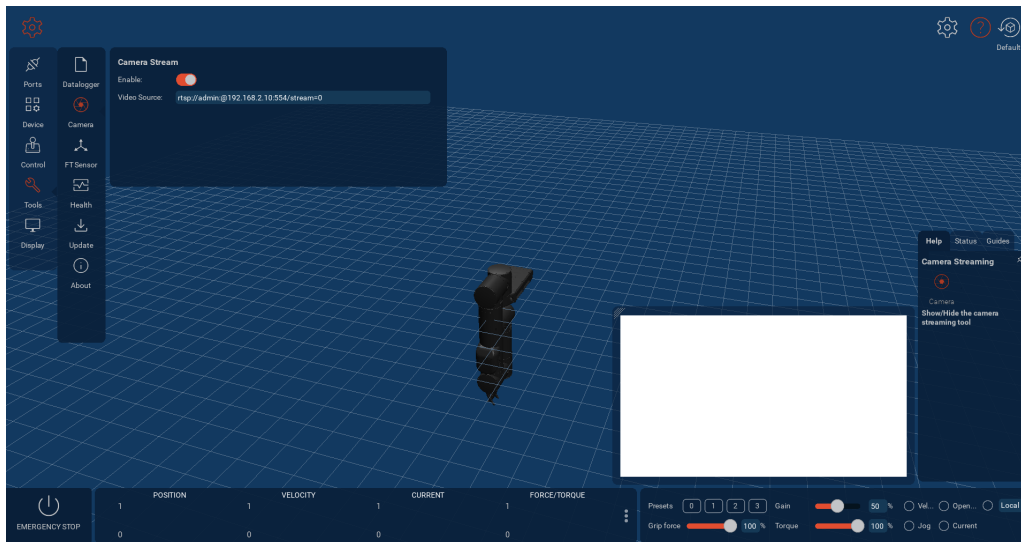 Default
Ports
Device
Control
Tools
Display
Datalogger
Camera
FT Sensor
Health
Update
About
Camera Stream
Enable:
Video Source: rtsp://admin:@192.168.2.10:554/stream=0
Help Status Guides
Camera Streaming
Camera
Show/Hide the camera
streaming tool
EMERGENCY STOP
POSITION VELOCITY CURRENT FORCE/TORQUE
1 1 1 1
0 0 0 0
Presets 0 1 2 3 Gain 50 % Vel... Open... Local
Grip force 100 % Torque 100 % Jog Current